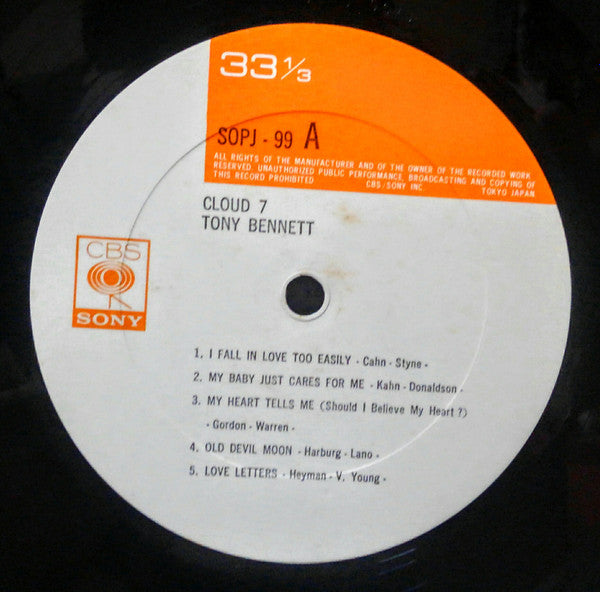 33 1/3
SOPJ - 99 A
ALL RIGHTS OF THE MANUFACTURER AND OF THE OWNER OF THE RECORDED WORK
RESERVED. UNAUTHORIZED PUBLIC PERFORMANCE, BROADCASTING AND COPYING OF
THIS RECORD PROHIBITED CBS/SONY INC. TOKYO JAPAN
CLOUD 7
TONY BENNETT
CBS
SONY
1. I FALL IN LOVE TOO EASILY - Cahn - Styne -
2. MY BABY JUST CARES FOR ME - Kahn - Donaldson -
3. MY HEART TELLS ME (Should I Believe My Heart?)
- Gordon - Warren -
4. OLD DEVIL MOON - Harburg - Lano -
5. LOVE LETTERS - Heyman - V. Young -